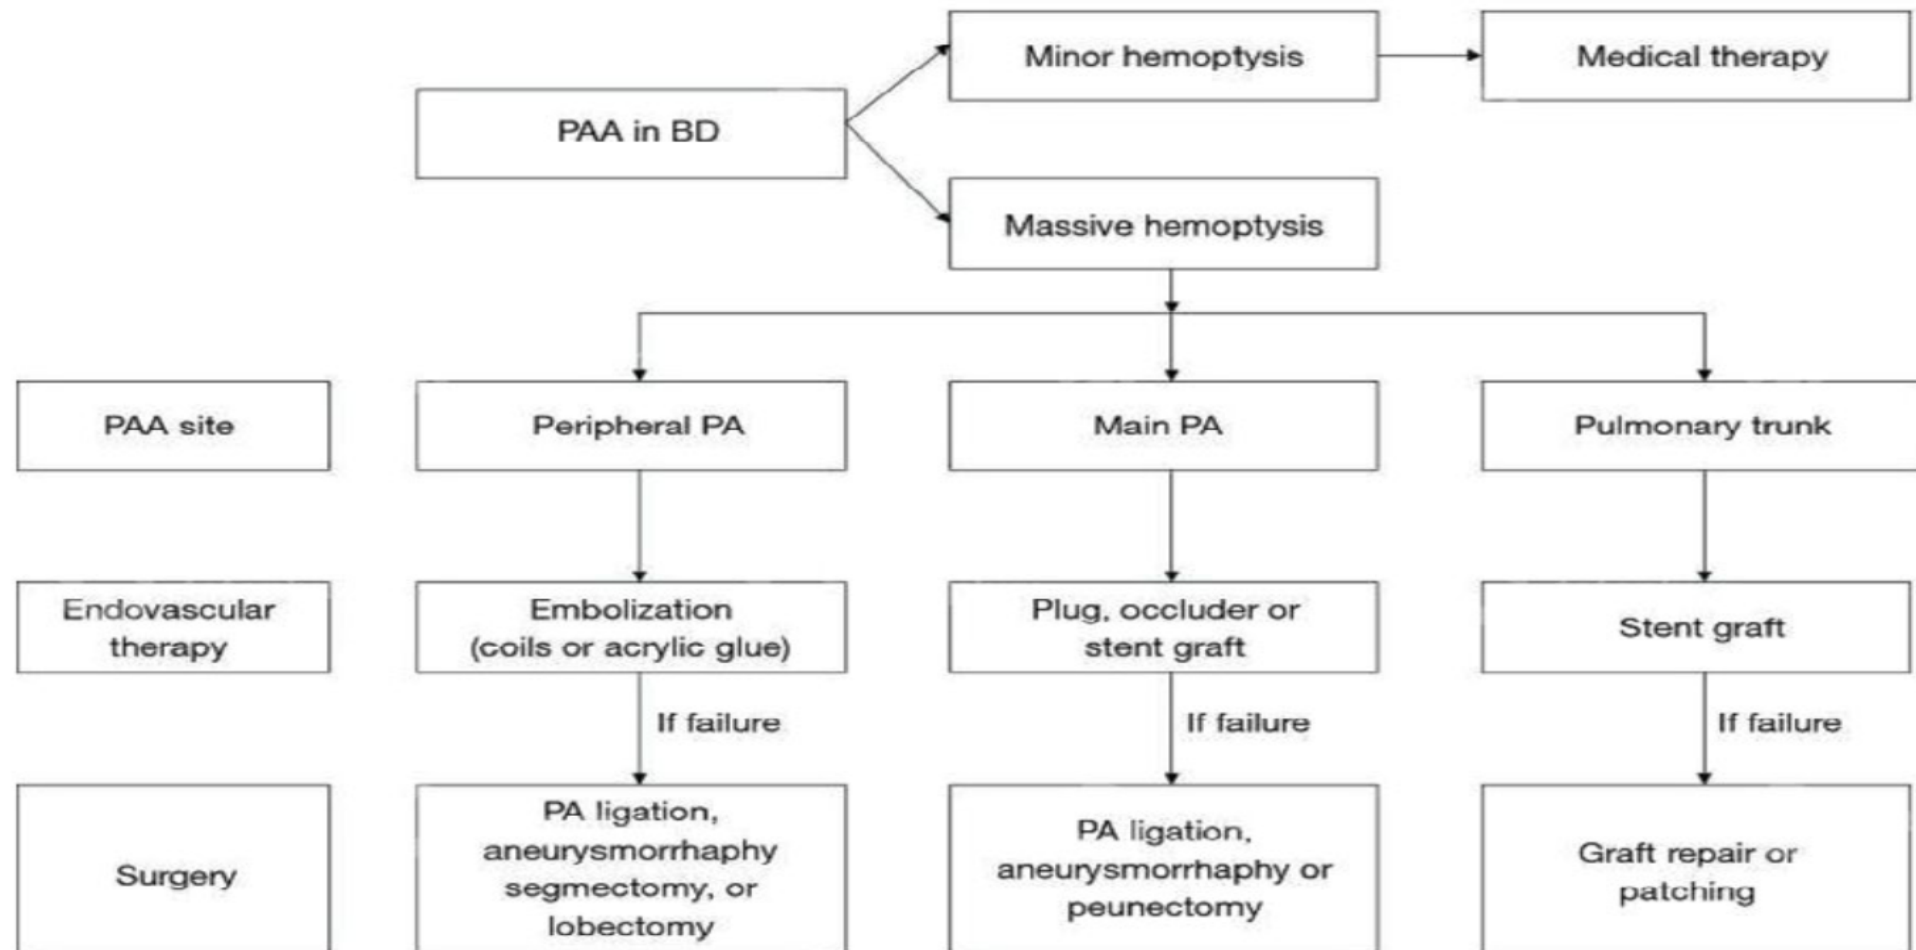 Minor hemoptysis
Medical therapy
PAA in BD
Massive hemoptysis
PAA site
Peripheral PA
Main PA
Pulmonary trunk
Endovascular
therapy
Embolization
(coils or acrylic glue)
Plug, occluder or
stent graft
Stent graft
If failure
If failure
If failure
Surgery
PA ligation,
aneurysmorrhaphy
segmectomy, or
lobectomy
PA ligation,
aneurysmorrhaphy or
peunectomy
Graft repair or
patching